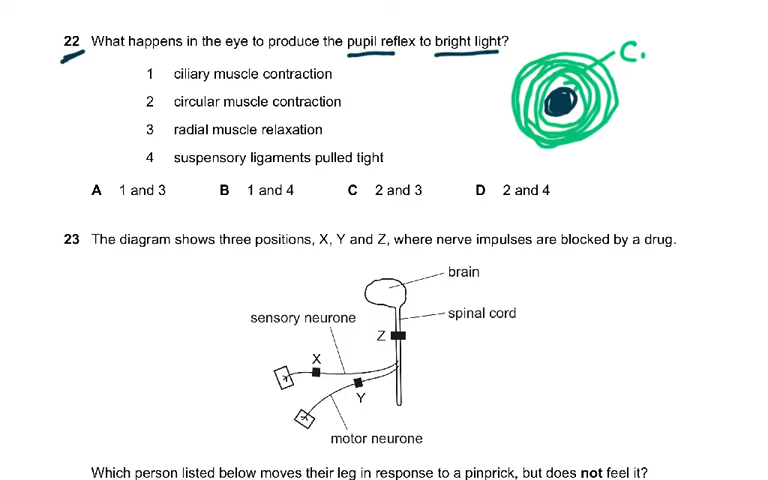 22 What happens in the eye to produce the pupil reflex to bright light?
C.
1 ciliary muscle contraction
2 circular muscle contraction
3 radial muscle relaxation
4 suspensory ligaments pulled tight
A 1 and 3 B 1 and 4 C 2 and 3 D 2 and 4
23 The diagram shows three positions, X, Y and Z, where nerve impulses are blocked by a drug.
brain
sensory neurone
spinal cord
Z
X
Y
motor neurone
Which person listed below moves their leg in response to a pinprick, but does not feel it?